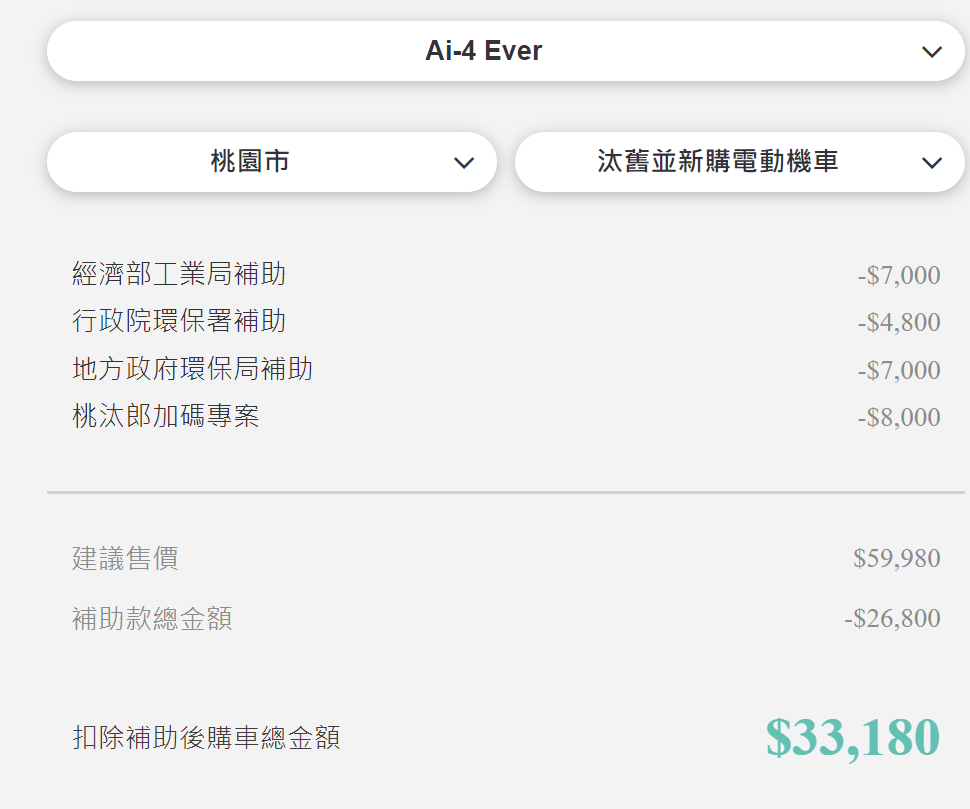 Ai-4 Ever
桃園市
汰舊並新購電動機車
經濟部工業局補助 -$7,000
行政院環保署補助 -$4,800
地方政府環保局補助 -$7,000
桃汰郎加碼專案 -$8,000
建議售價 $59,980
補助款總金額 -$26,800
扣除補助後購車總金額 $33,180